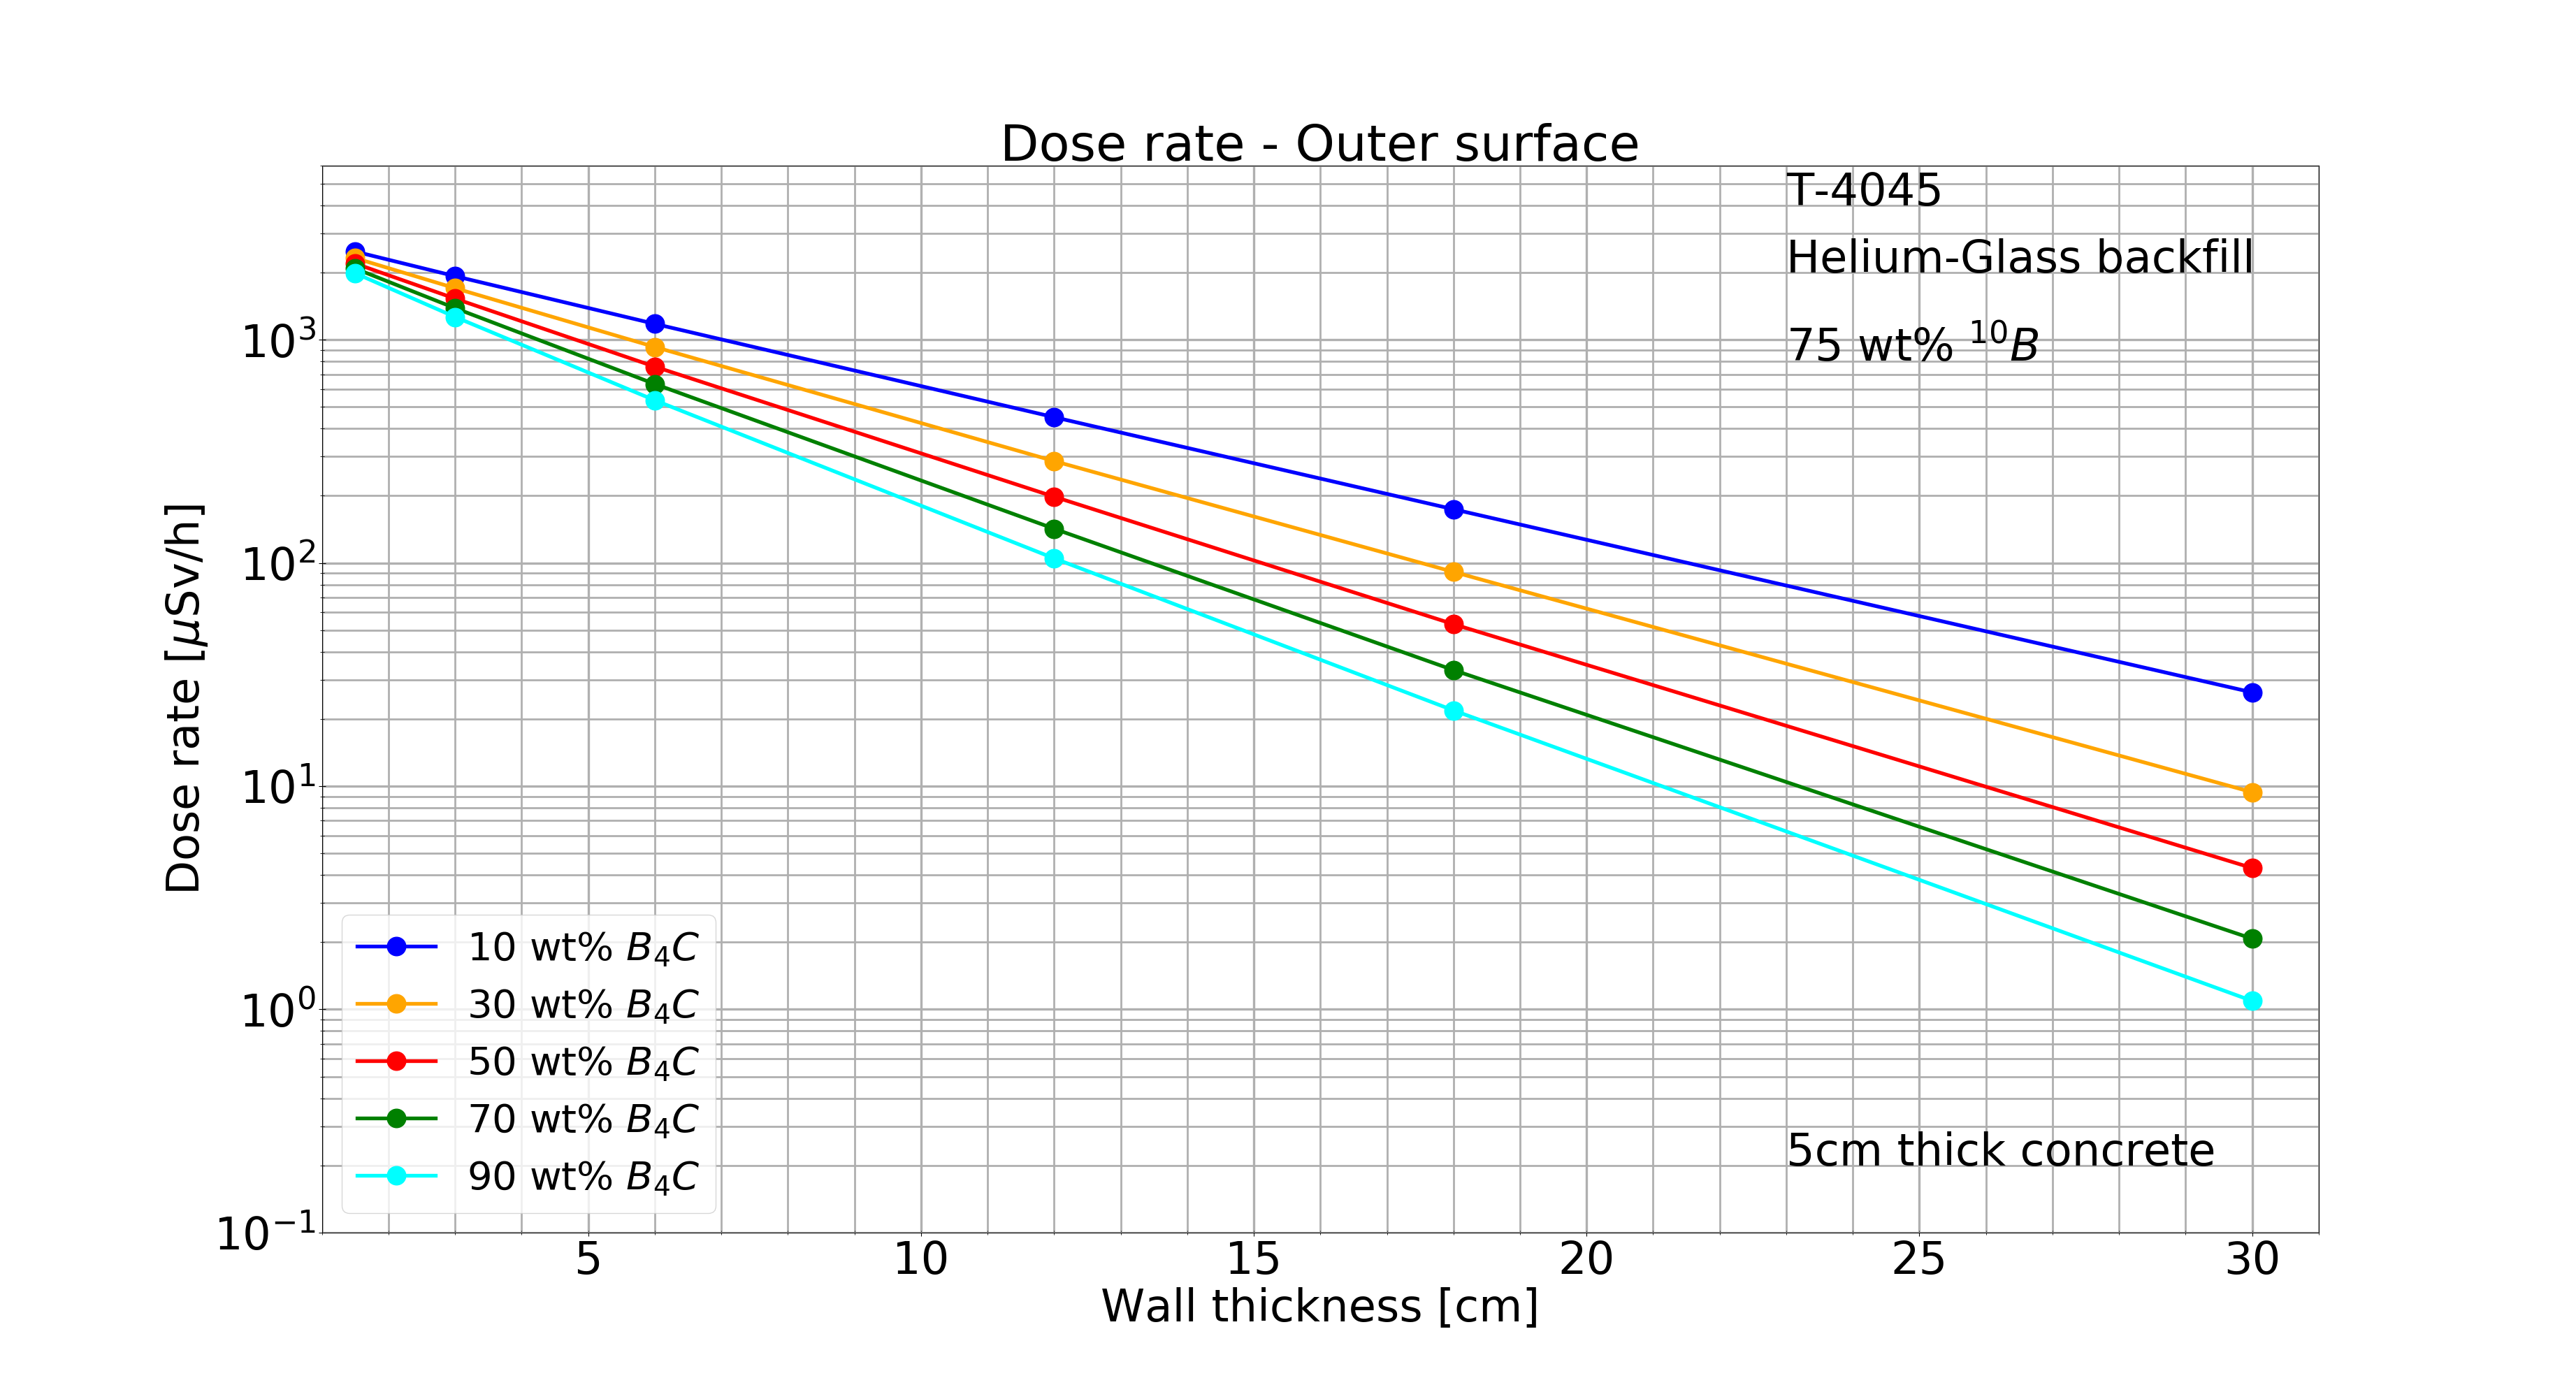 Dose rate - Outer surface
T-4045
Helium-Glass backfill
75 wt% ¹⁰B
Dose rate [μSv/h]
10³
10²
10¹
10⁰
10⁻¹
10 wt% B₄C
30 wt% B₄C
50 wt% B₄C
70 wt% B₄C
90 wt% B₄C
5cm thick concrete
5 10 15 20 25 30
Wall thickness [cm]